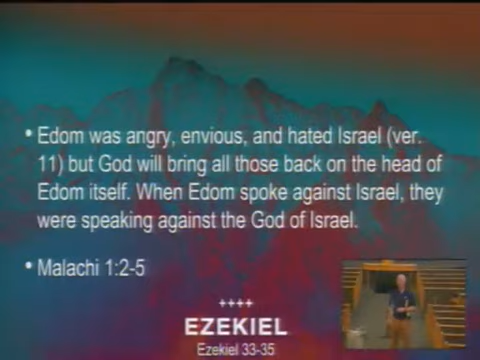 • Edom was angry, envious, and hated Israel (ver.
11) but God will bring all those back on the head of
Edom itself. When Edom spoke against Israel, they
were speaking against the God of Israel.
• Malachi 1:2-5
++++
EZEKIEL
Ezekiel 33-35